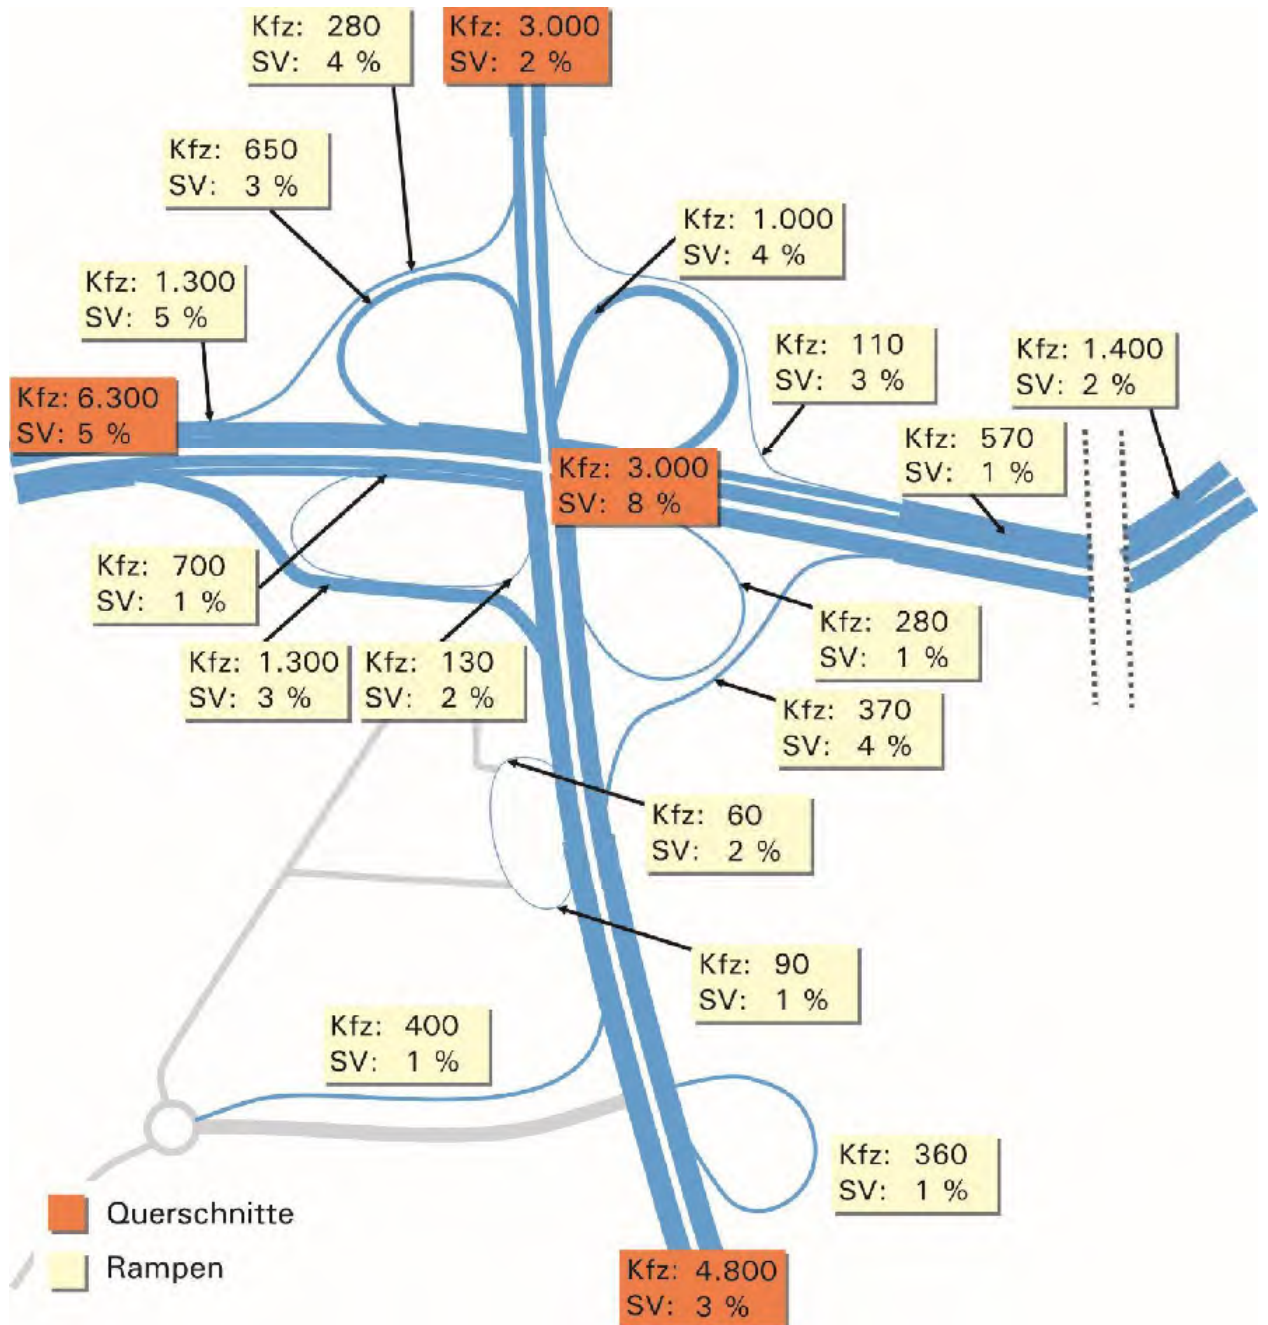 Kfz: 280
SV: 4 %
Kfz: 3.000
SV: 2 %
Kfz: 650
SV: 3 %
Kfz: 1.000
SV: 4 %
Kfz: 1.300
SV: 5 %
Kfz: 110
SV: 3 %
Kfz: 1.400
SV: 2 %
Kfz: 6.300
SV: 5 %
Kfz: 570
SV: 1 %
Kfz: 3.000
SV: 8 %
Kfz: 700
SV: 1 %
Kfz: 280
SV: 1 %
Kfz: 1.300
SV: 3 %
Kfz: 130
SV: 2 %
Kfz: 370
SV: 4 %
Kfz: 60
SV: 2 %
Kfz: 90
SV: 1 %
Kfz: 400
SV: 1 %
Kfz: 360
SV: 1 %
Querschnitte
Rampen
Kfz: 4.800
SV: 3 %